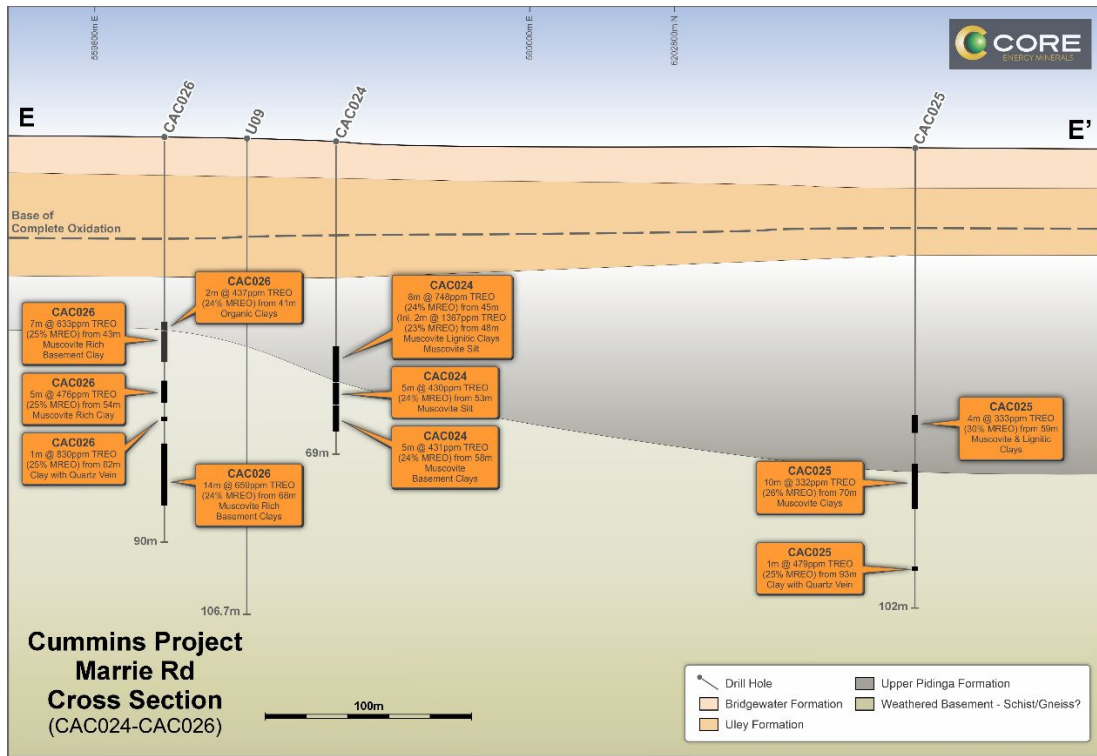 559800m E
560000m E
6202800m N
CORE
ENERGY MINERALS
E
E'
CAC026
U09
CAC024
CAC025
Base of
Complete Oxidation
CAC026
2m @ 437ppm TREO
(24% MREO) from 41m
Organic Clays
CAC026
7m @ 633ppm TREO
(25% MREO) from 43m
Muscovite Rich
Basement Clay
CAC026
5m @ 476ppm TREO
(25% MREO) from 54m
Muscovite Rich Clay
CAC026
1m @ 830ppm TREO
(25% MREO) from 62m
Clay with Quartz Vein
CAC026
14m @ 659ppm TREO
(24% MREO) from 68m
Muscovite Rich
Basement Clays
CAC024
8m @ 748ppm TREO
(24% MREO) from 45m
(Inl. 2m @ 1367ppm TREO
(23% MREO) from 48m
Muscovite Lignitic Clays
Muscovite Silt
CAC024
5m @ 430ppm TREO
(24% MREO) from 53m
Muscovite Silt
CAC024
5m @ 431ppm TREO
(24% MREO) from 58m
Muscovite
Basement Clays
CAC025
4m @ 333ppm TREO
(30% MREO) from 59m
Muscovite & Lignitic
Clays
CAC025
10m @ 332ppm TREO
(26% MREO) from 70m
Muscovite Clays
CAC025
1m @ 479ppm TREO
(25% MREO) from 93m
Clay with Quartz Vein
69m
90m
106.7m
102m
Cummins Project
Marrie Rd
Cross Section
(CAC024-CAC026)
100m
Drill Hole
Bridgewater Formation
Uley Formation
Upper Pidinga Formation
Weathered Basement - Schist/Gneiss?